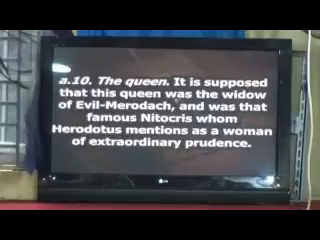 a.10. The queen. It is supposed
that this queen was the widow
of Evil-Merodach, and was that
famous Nitocris whom
Herodotus mentions as a woman
of extraordinary prudence.
LG